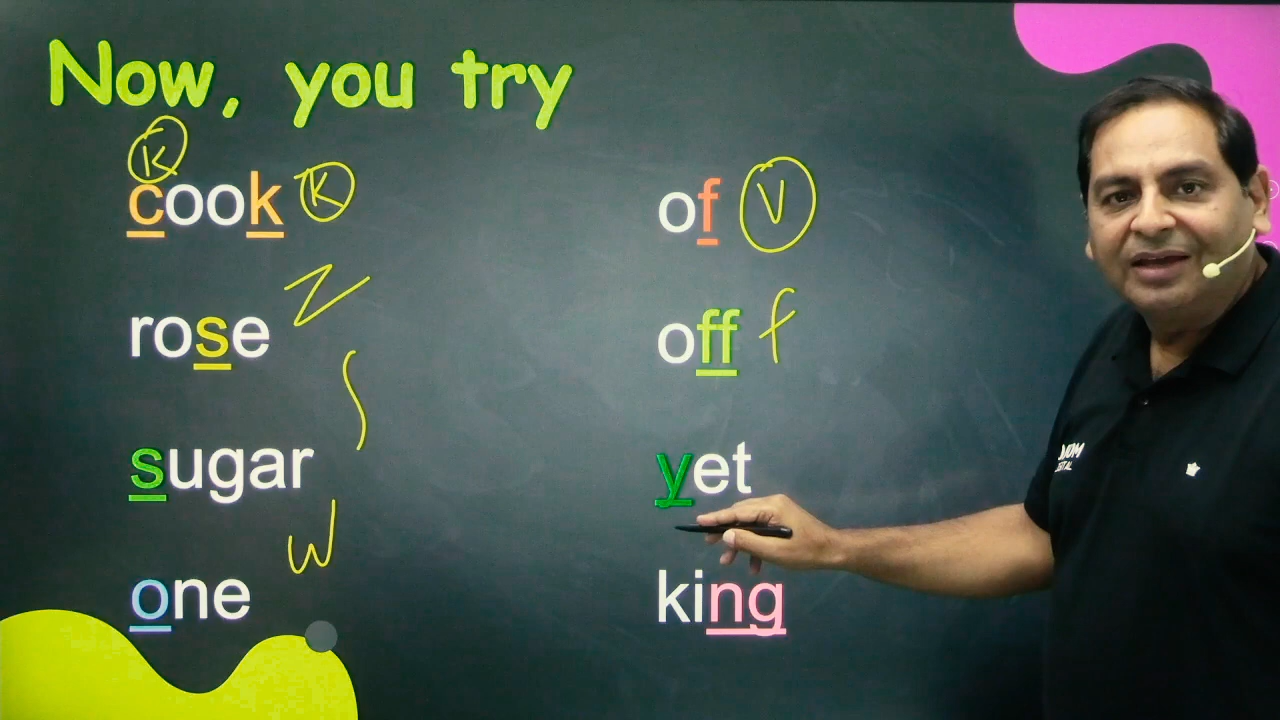 Now, you try
K
cook K
rose Z
ʃ
sugar
W
one
of V
off f
yet
king